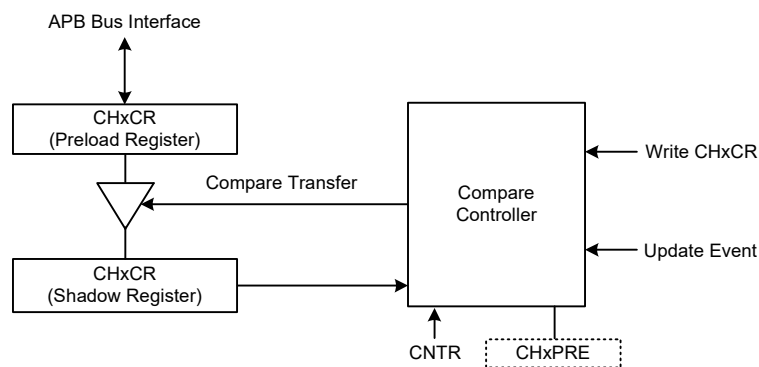 APB Bus Interface
CHxCR
(Preload Register)
Compare Transfer
CHxCR
(Shadow Register)
Compare
Controller
Write CHxCR
Update Event
CNTR
CHxPRE